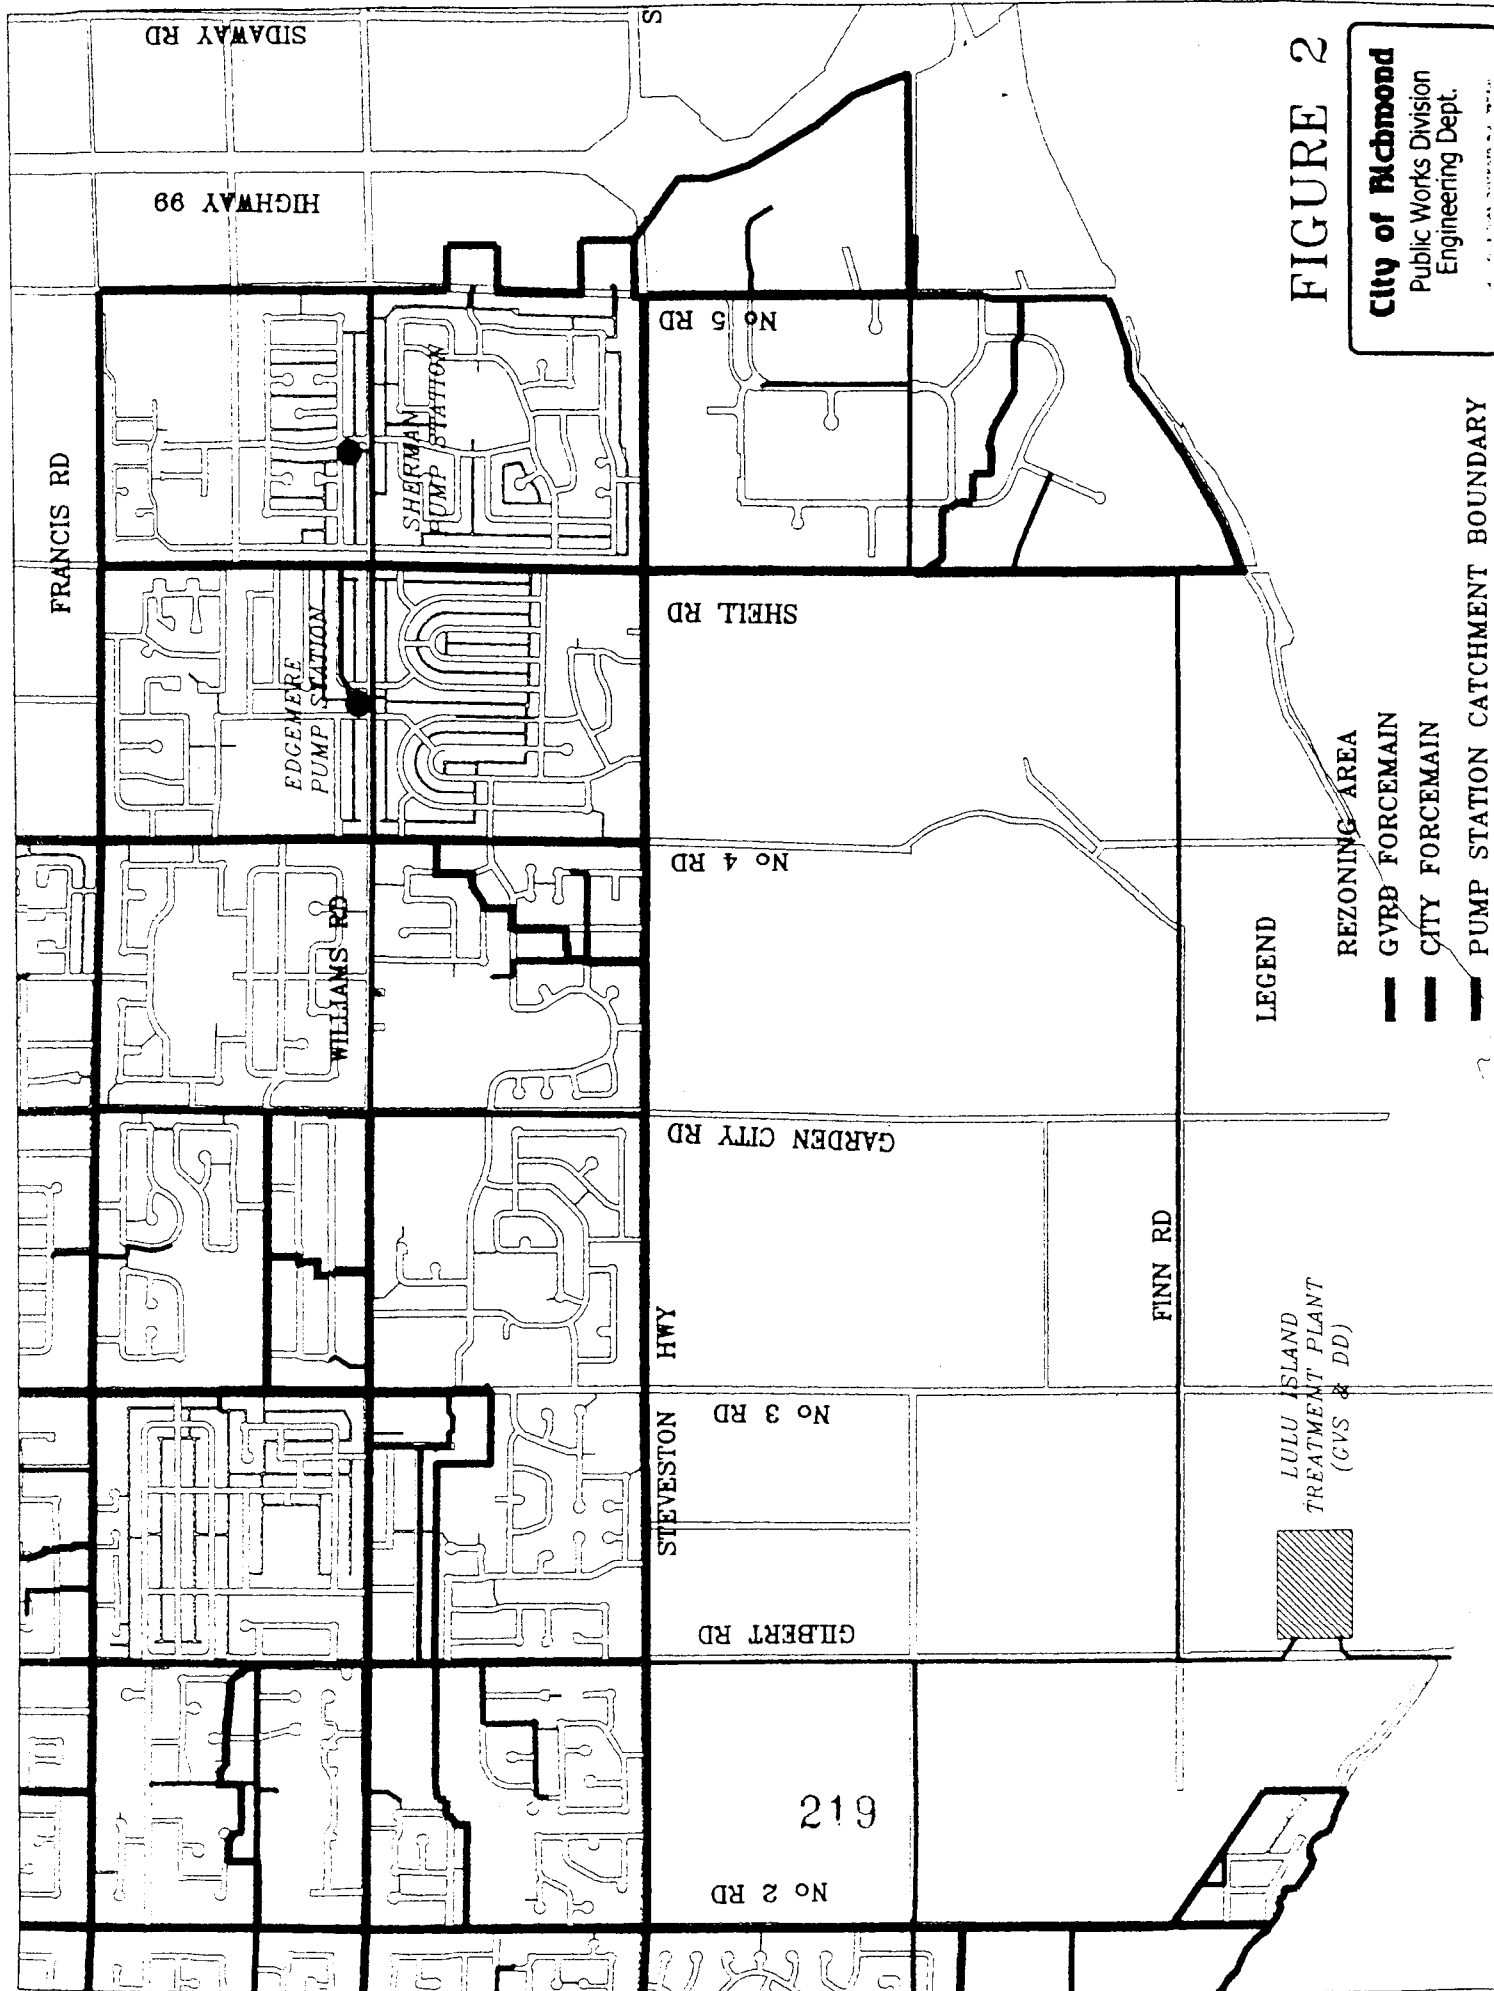 SIDAWAY RD
HIGHWAY 99
S
FRANCIS RD
No 5 RD
SHERMAN
PUMP STATION
EDGEMERE
PUMP STATION
SHELL RD
No 4 RD
WILLIAMS RD
GARDEN CITY RD
STEVESTON HWY
No 3 RD
FINN RD
GILBERT RD
No 2 RD
219
LULU ISLAND
TREATMENT PLANT
(GVS & DD)
LEGEND
REZONING AREA
GVRD FORCEMAIN
CITY FORCEMAIN
PUMP STATION CATCHMENT BOUNDARY
FIGURE 2
City of Richmond
Public Works Division
Engineering Dept.